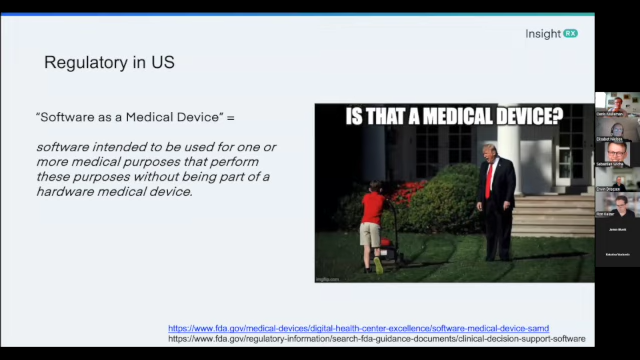 Insight RX
Regulatory in US
"Software as a Medical Device" =
software intended to be used for one or
more medical purposes that perform
these purposes without being part of a
hardware medical device.
IS THAT A MEDICAL DEVICE?
imgflip.com
https://www.fda.gov/medical-devices/digital-health-center-excellence/software-medical-device-samd
https://www.fda.gov/regulatory-information/search-fda-guidance-documents/clinical-decision-support-software